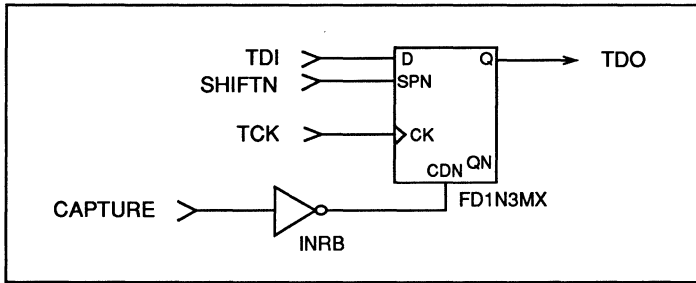 TDI
D
Q
TDO
SHIFTN
SPN
TCK
CK
QN
CDN
FD1N3MX
CAPTURE
INRB